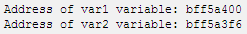 Address of var1 variable: bff5a400
Address of var2 variable: bff5a3f6